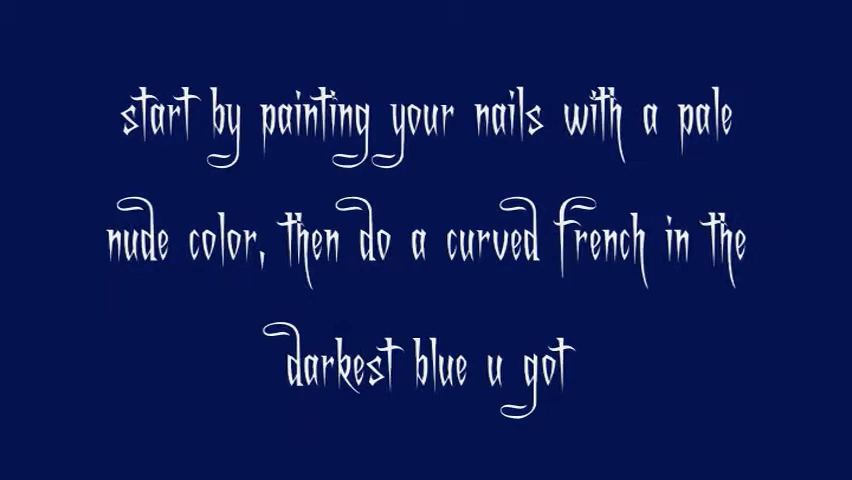 start by painting your nails with a pale
nude color, then do a curved french in the
darkest blue u got